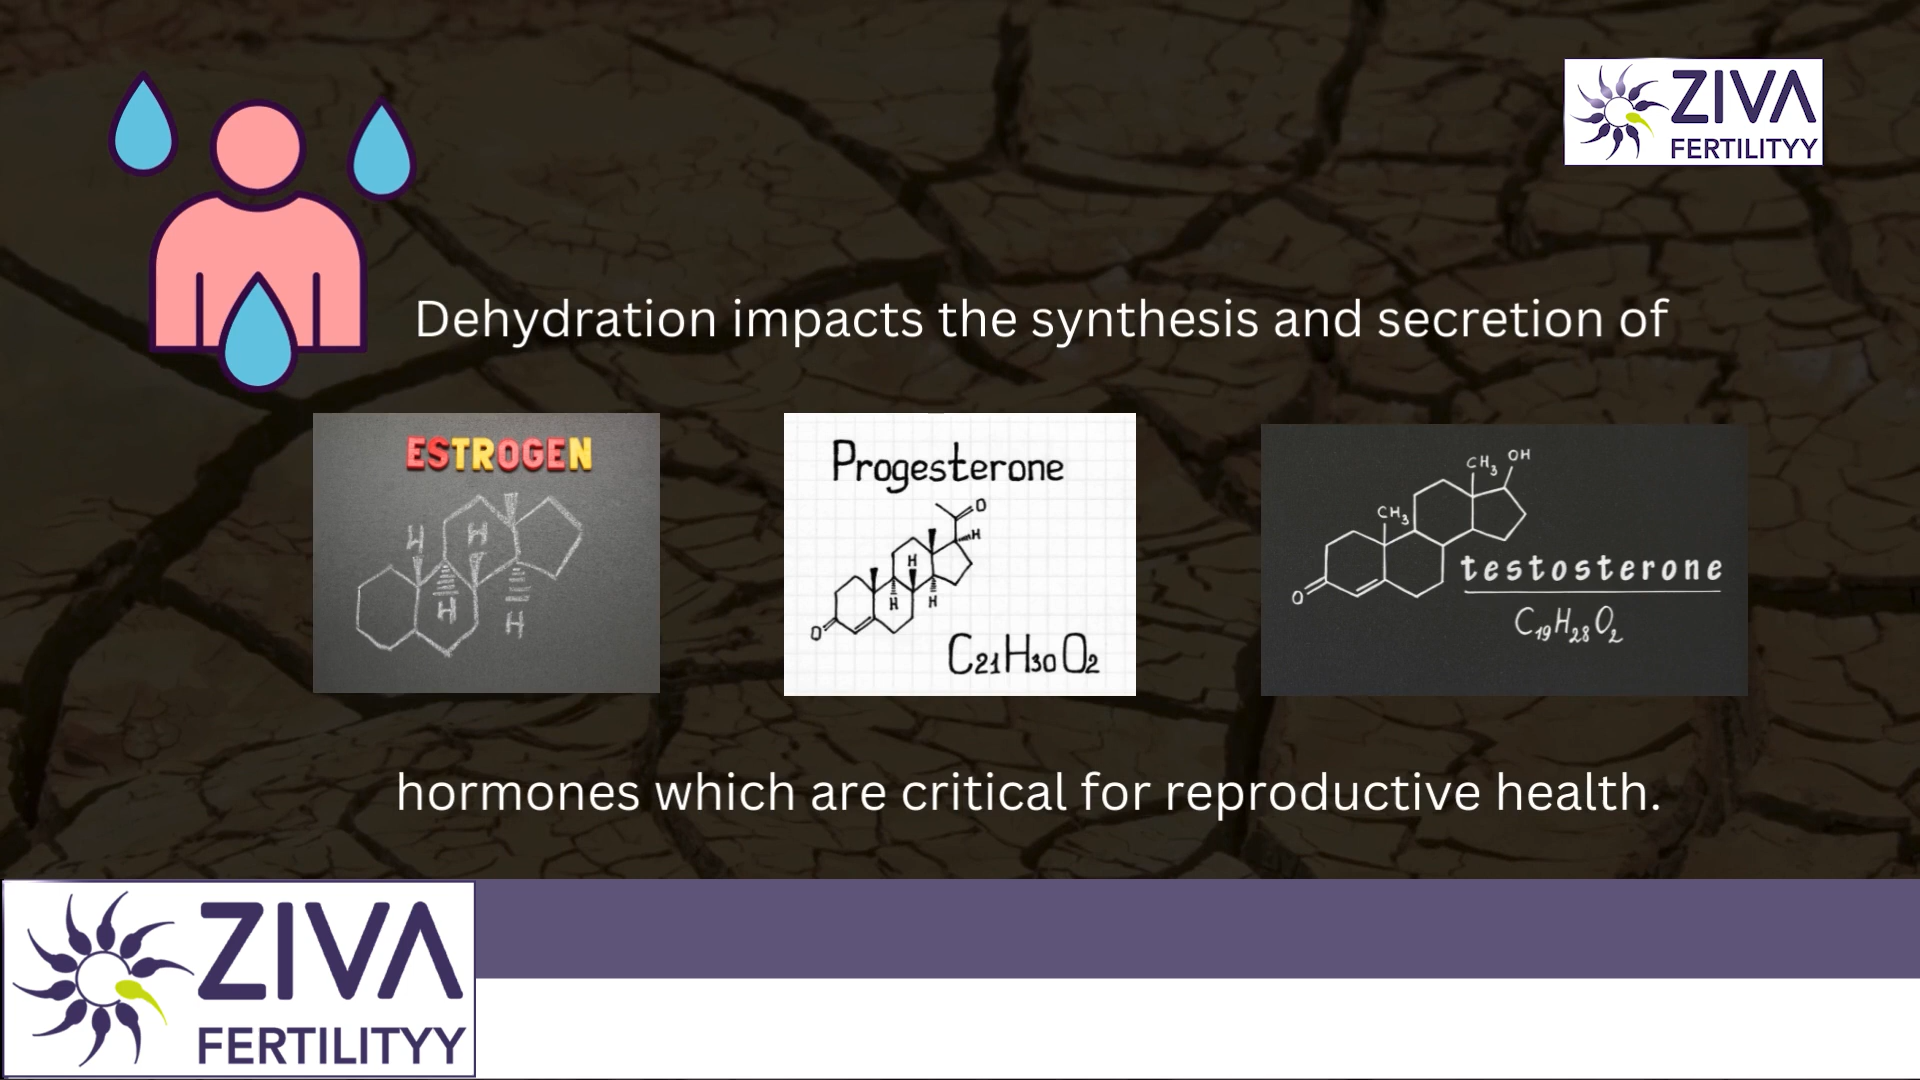 ZIVA
FERTILITYY
Dehydration impacts the synthesis and secretion of
ESTROGEN
H
H
H
H
Progesterone
O
H
H
H
H
O
C21H30O2
CH3 OH
CH3
testosterone
O
C19H28O2
hormones which are critical for reproductive health.
ZIVA
FERTILITYY